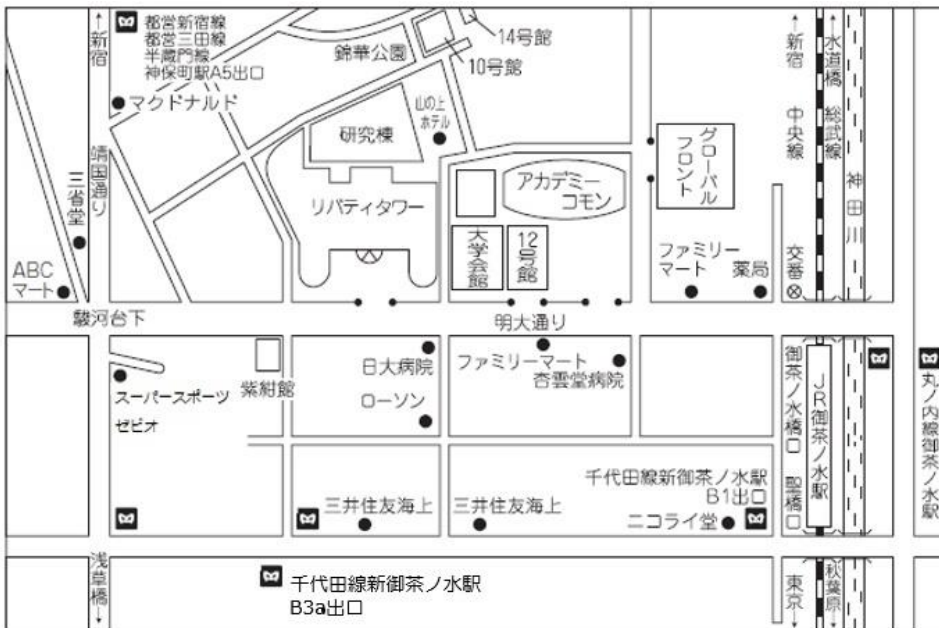 ↑新宿
都営新宿線
都営三田線
半蔵門線
神保町駅A5出口
マクドナルド
靖国通り
三省堂
ABC
マート
駿河台下
錦華公園
14号館
10号館
山の上
ホテル
研究棟
リバティタワー
アカデミー
コモン
大学会館
12号館
グローバル
フロント
ファミリー
マート
薬局
↑新宿
中央線
↑水道橋
総武線
神田川
交番
明大通り
スーパースポーツ
ゼビオ
紫紺館
日大病院
ローソン
ファミリーマート
杏雲堂病院
御茶ノ水橋口
JR御茶ノ水駅
聖橋口
丸ノ内線御茶ノ水駅
三井住友海上
三井住友海上
千代田線新御茶ノ水駅
B1出口
ニコライ堂
浅草橋↓
千代田線新御茶ノ水駅
B3a出口
東京↓
秋葉原↓